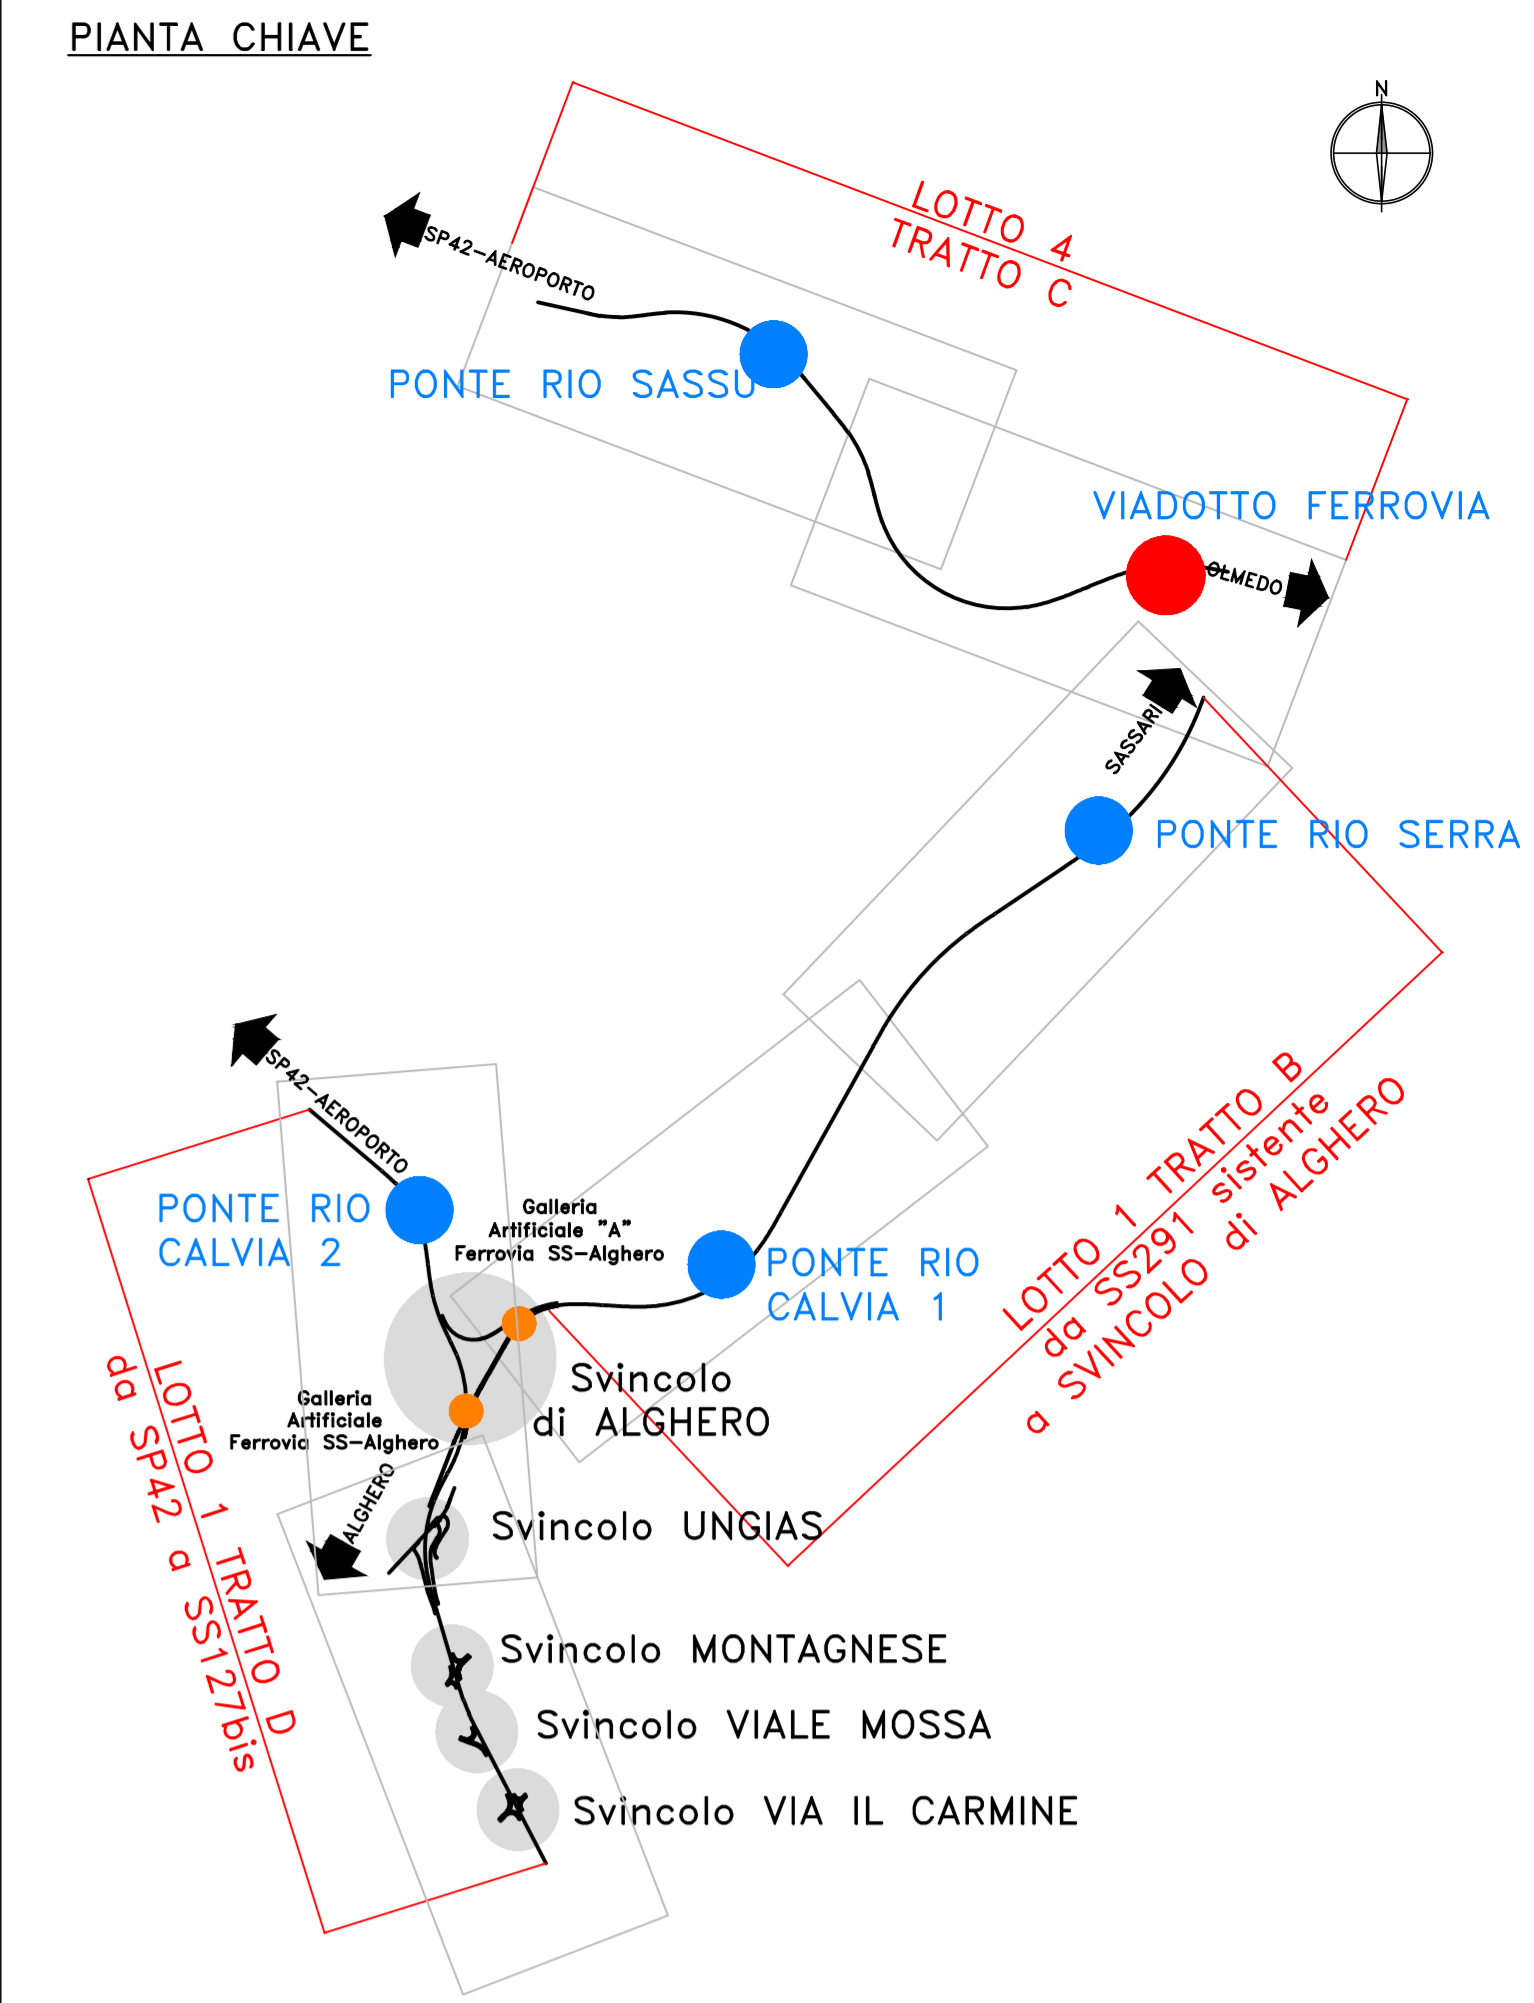 PIANTA CHIAVE
N
LOTTO 4
TRATTO C
SP42-AEROPORTO
PONTE RIO SASSU
VIADOTTO FERROVIA
OLMEDO
SASSARI
PONTE RIO SERRA
SP42-AEROPORTO
PONTE RIO
CALVIA 2
Galleria
Artificiale "A"
Ferrovia SS-Alghero
PONTE RIO
CALVIA 1
LOTTO 1 TRATTO B
da SS291 sistente
a SVINCOLO di ALGHERO
Svincolo
di ALGHERO
Galleria
Artificiale
Ferrovia SS-Alghero
LOTTO 1 TRATTO D
da SP42 a SS127bis
ALGHERO
Svincolo UNGIAS
Svincolo MONTAGNESE
Svincolo VIALE MOSSA
Svincolo VIA IL CARMINE